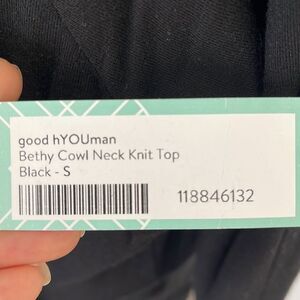 good hYOUman
Bethy Cowl Neck Knit Top
Black - S
118846132